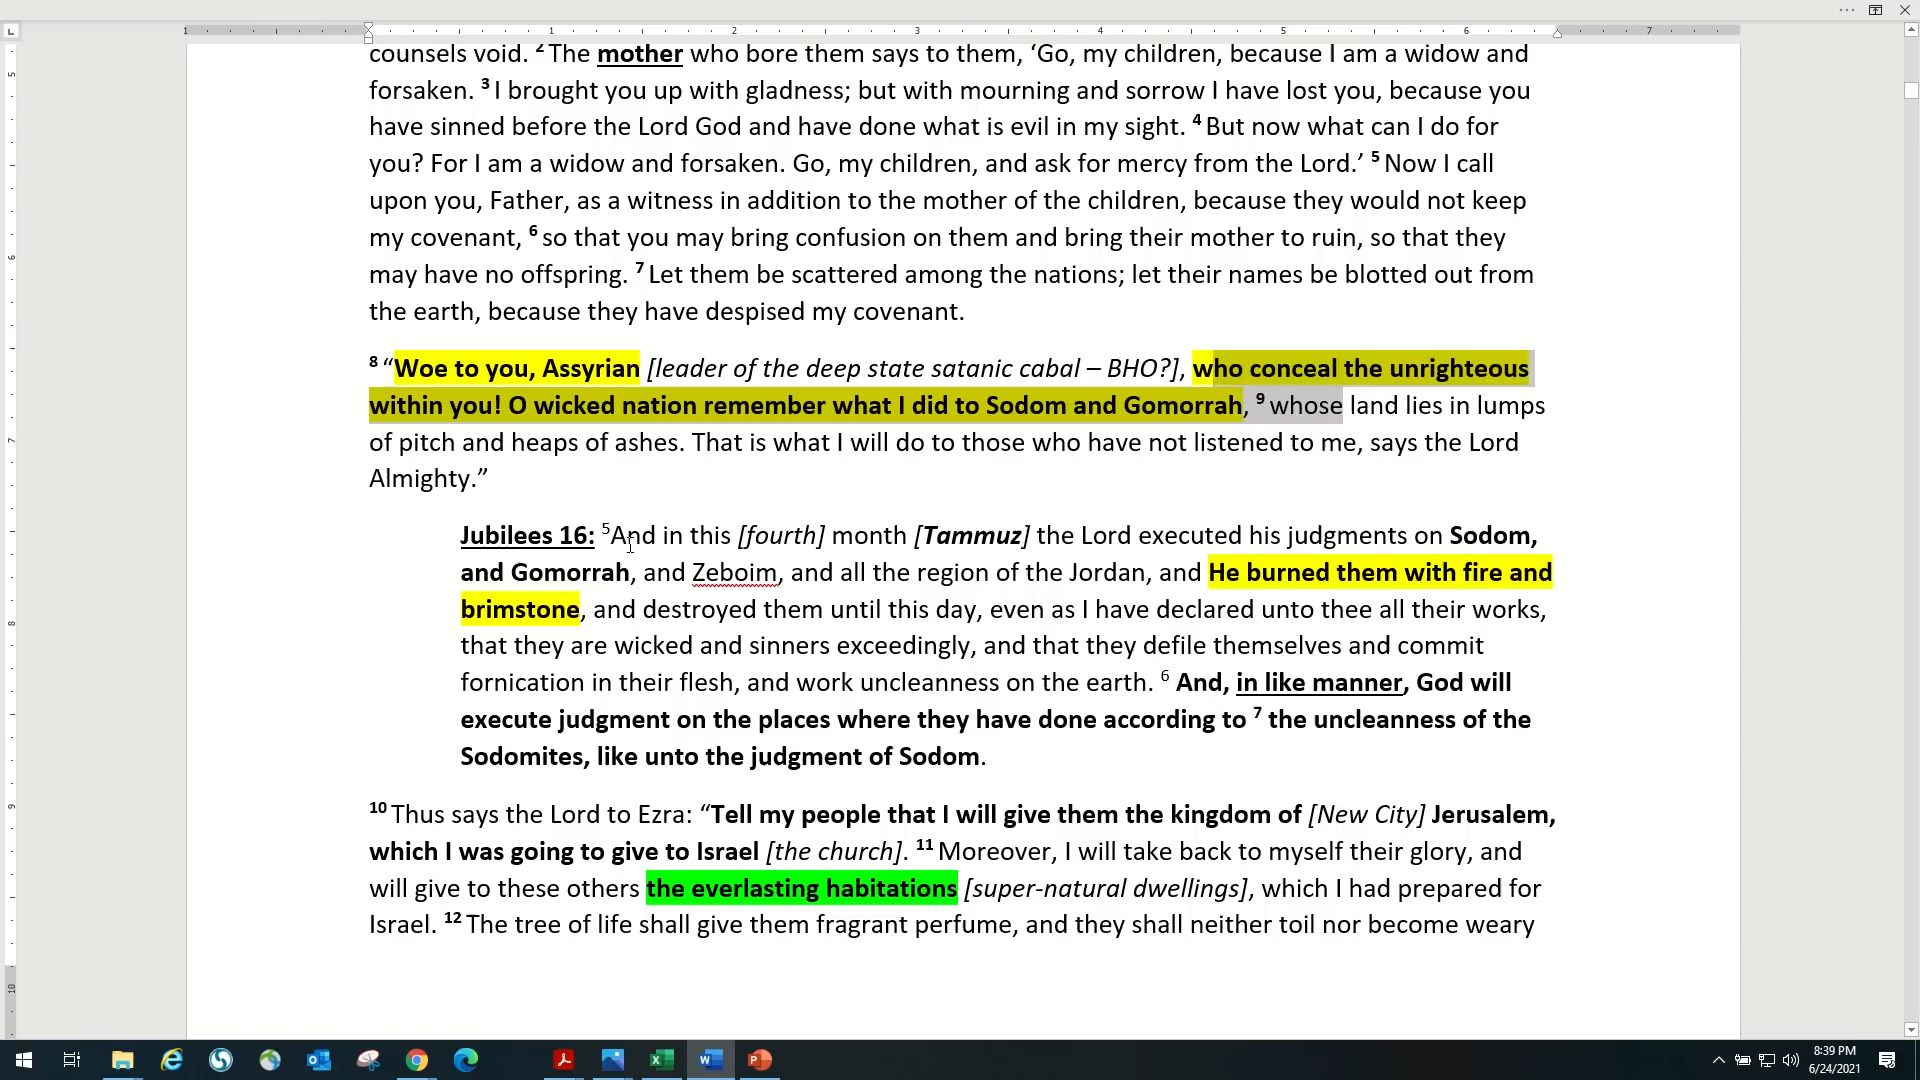 1 1 2 3 4 5 6 7
counsels void. 2 The mother who bore them says to them, ‘Go, my children, because I am a widow and
forsaken. 3 I brought you up with gladness; but with mourning and sorrow I have lost you, because you
have sinned before the Lord God and have done what is evil in my sight. 4 But now what can I do for
you? For I am a widow and forsaken. Go, my children, and ask for mercy from the Lord.’ 5 Now I call
upon you, Father, as a witness in addition to the mother of the children, because they would not keep
my covenant, 6 so that you may bring confusion on them and bring their mother to ruin, so that they
may have no offspring. 7 Let them be scattered among the nations; let their names be blotted out from
the earth, because they have despised my covenant.
8 “Woe to you, Assyrian [leader of the deep state satanic cabal – BHO?], who conceal the unrighteous
within you! O wicked nation remember what I did to Sodom and Gomorrah, 9 whose land lies in lumps
of pitch and heaps of ashes. That is what I will do to those who have not listened to me, says the Lord
Almighty.”
Jubilees 16: 5 And in this [fourth] month [Tammuz] the Lord executed his judgments on Sodom,
and Gomorrah, and Zeboim, and all the region of the Jordan, and He burned them with fire and
brimstone, and destroyed them until this day, even as I have declared unto thee all their works,
that they are wicked and sinners exceedingly, and that they defile themselves and commit
fornication in their flesh, and work uncleanness on the earth. 6 And, in like manner, God will
execute judgment on the places where they have done according to 7 the uncleanness of the
Sodomites, like unto the judgment of Sodom.
10 Thus says the Lord to Ezra: “Tell my people that I will give them the kingdom of [New City] Jerusalem,
which I was going to give to Israel [the church]. 11 Moreover, I will take back to myself their glory, and
will give to these others the everlasting habitations [super-natural dwellings], which I had prepared for
Israel. 12 The tree of life shall give them fragrant perfume, and they shall neither toil nor become weary
8:39 PM
6/24/2021